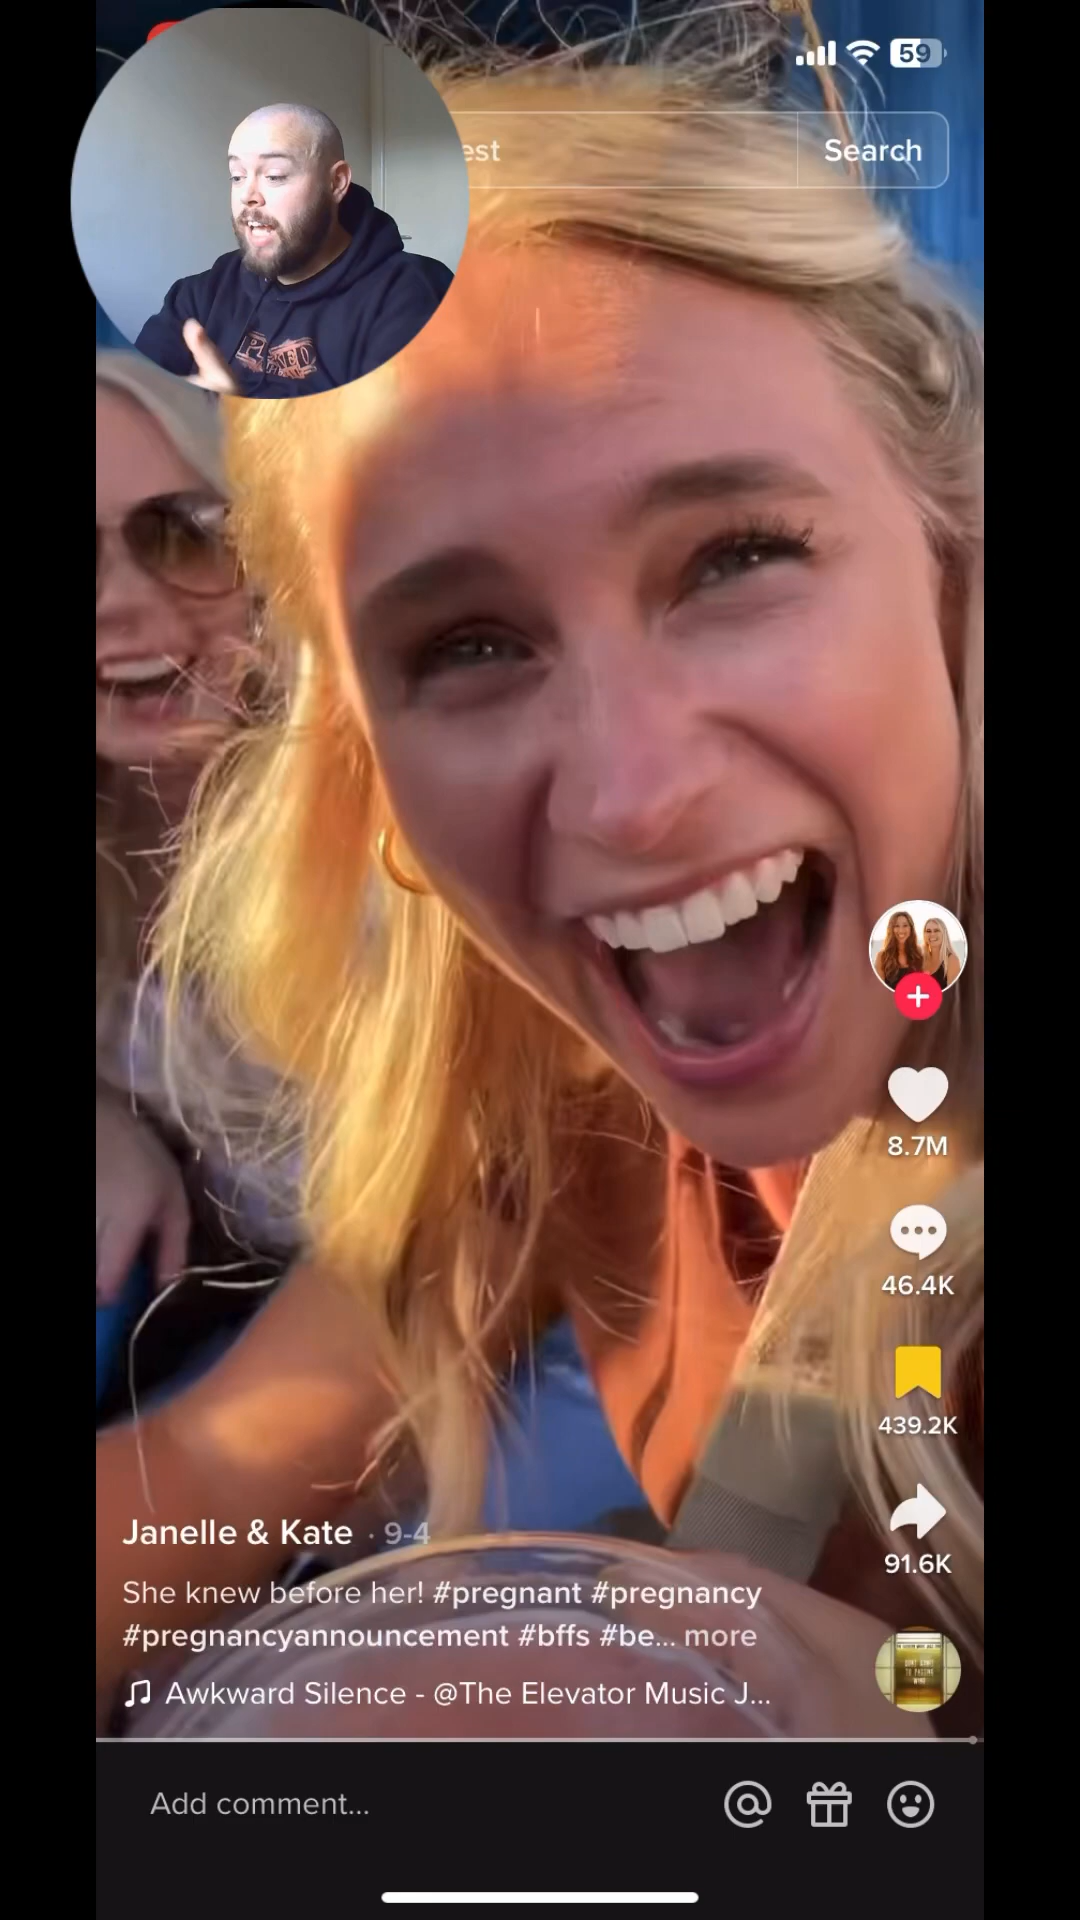 59
est
Search
8.7M
46.4K
439.2K
91.6K
Janelle & Kate · 9-4
She knew before her! #pregnant #pregnancy
#pregnancyannouncement #bffs #be... more
Awkward Silence - @The Elevator Music J...
Add comment...